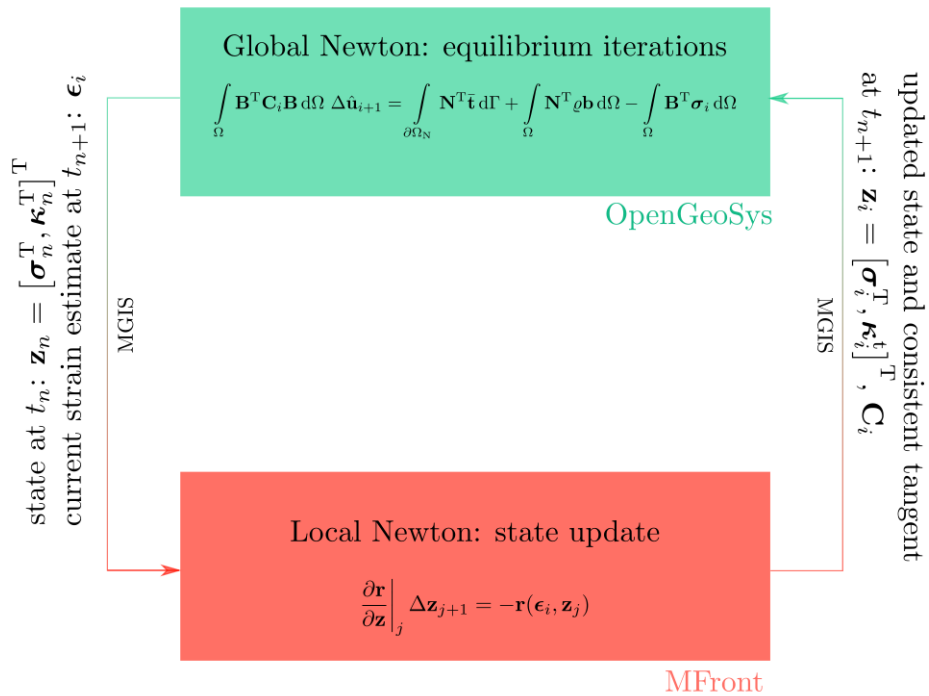 Global Newton: equilibrium iterations
∫_Ω 𝐁^T 𝐂_i 𝐁 dΩ Δ𝐮̂_{i+1} = ∫_{∂Ω_N} 𝐍^T 𝐭̄ dΓ + ∫_Ω 𝐍^T ϱ𝐛 dΩ − ∫_Ω 𝐁^T 𝝈_i dΩ
OpenGeoSys
state at t_n: 𝐳_n = [𝝈_n^T, 𝜿_n^T]^T
current strain estimate at t_{n+1}: 𝝐_i
MGIS
updated state and consistent tangent
at t_{n+1}: 𝐳_i = [𝝈_i^T, 𝜿_i^t]^T, 𝐂_i
MGIS
Local Newton: state update
∂𝐫/∂𝐳|_j Δ𝐳_{j+1} = −𝐫(𝝐_i, 𝐳_j)
MFront